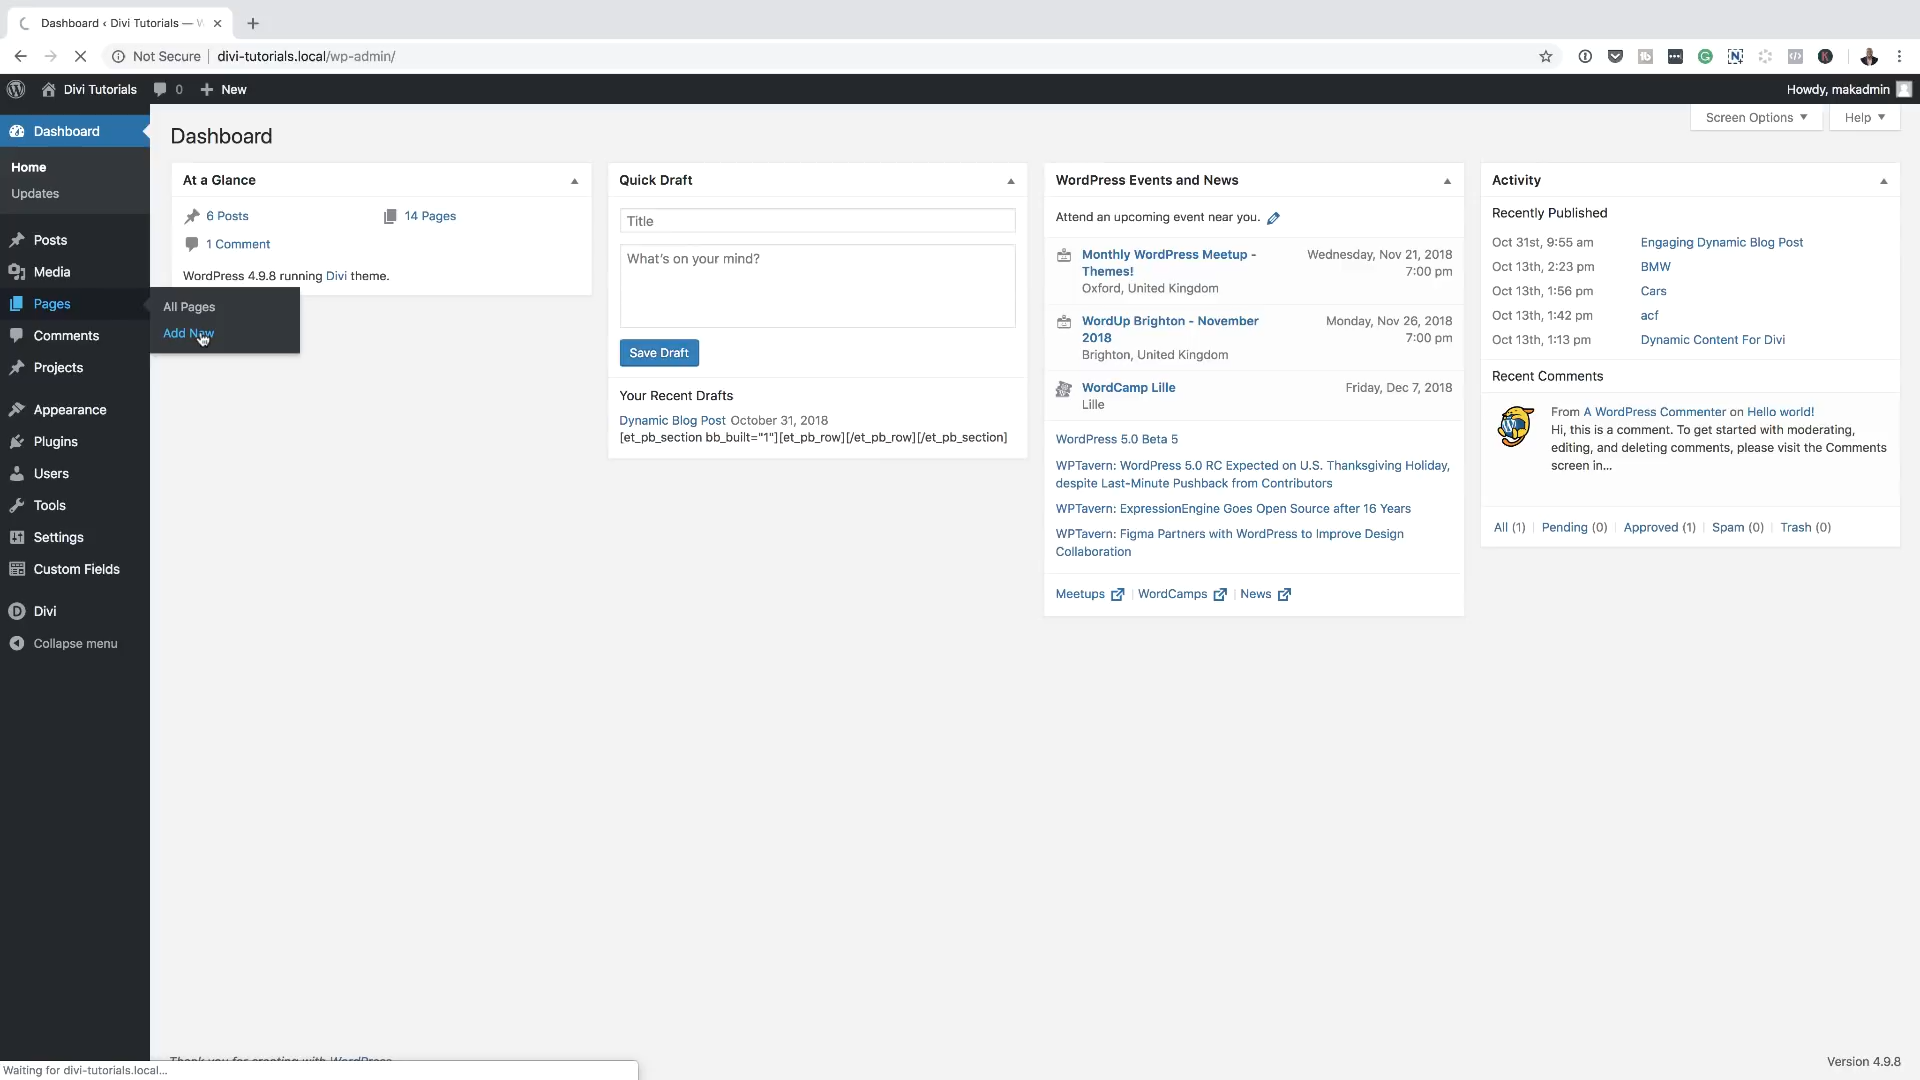 Dashboard ‹ Divi Tutorials — W
Not Secure divi-tutorials.local/wp-admin/
Divi Tutorials 0 New Howdy, makadmin
Dashboard
Home
Updates
Posts
Media
Pages
Comments
Projects
Appearance
Plugins
Users
Tools
Settings
Custom Fields
Divi
Collapse menu
All Pages
Add New
Screen Options Help
Dashboard
At a Glance
6 Posts 14 Pages
1 Comment
WordPress 4.9.8 running Divi theme.
Quick Draft
Title
What's on your mind?
Save Draft
Your Recent Drafts
Dynamic Blog Post October 31, 2018
[et_pb_section bb_built="1"][et_pb_row][/et_pb_row][/et_pb_section]
WordPress Events and News
Attend an upcoming event near you.
Monthly WordPress Meetup - Wednesday, Nov 21, 2018
Themes! 7:00 pm
Oxford, United Kingdom
WordUp Brighton - November Monday, Nov 26, 2018
2018 7:00 pm
Brighton, United Kingdom
WordCamp Lille Friday, Dec 7, 2018
Lille
WordPress 5.0 Beta 5
WPTavern: WordPress 5.0 RC Expected on U.S. Thanksgiving Holiday,
despite Last-Minute Pushback from Contributors
WPTavern: ExpressionEngine Goes Open Source after 16 Years
WPTavern: Figma Partners with WordPress to Improve Design
Collaboration
Meetups | WordCamps | News
Activity
Recently Published
Oct 31st, 9:55 am Engaging Dynamic Blog Post
Oct 13th, 2:23 pm BMW
Oct 13th, 1:56 pm Cars
Oct 13th, 1:42 pm acf
Oct 13th, 1:13 pm Dynamic Content For Divi
Recent Comments
From A WordPress Commenter on Hello world!
Hi, this is a comment. To get started with moderating,
editing, and deleting comments, please visit the Comments
screen in...
All (1) | Pending (0) | Approved (1) | Spam (0) | Trash (0)
Thank you for creating with WordPress.
Version 4.9.8
Waiting for divi-tutorials.local...